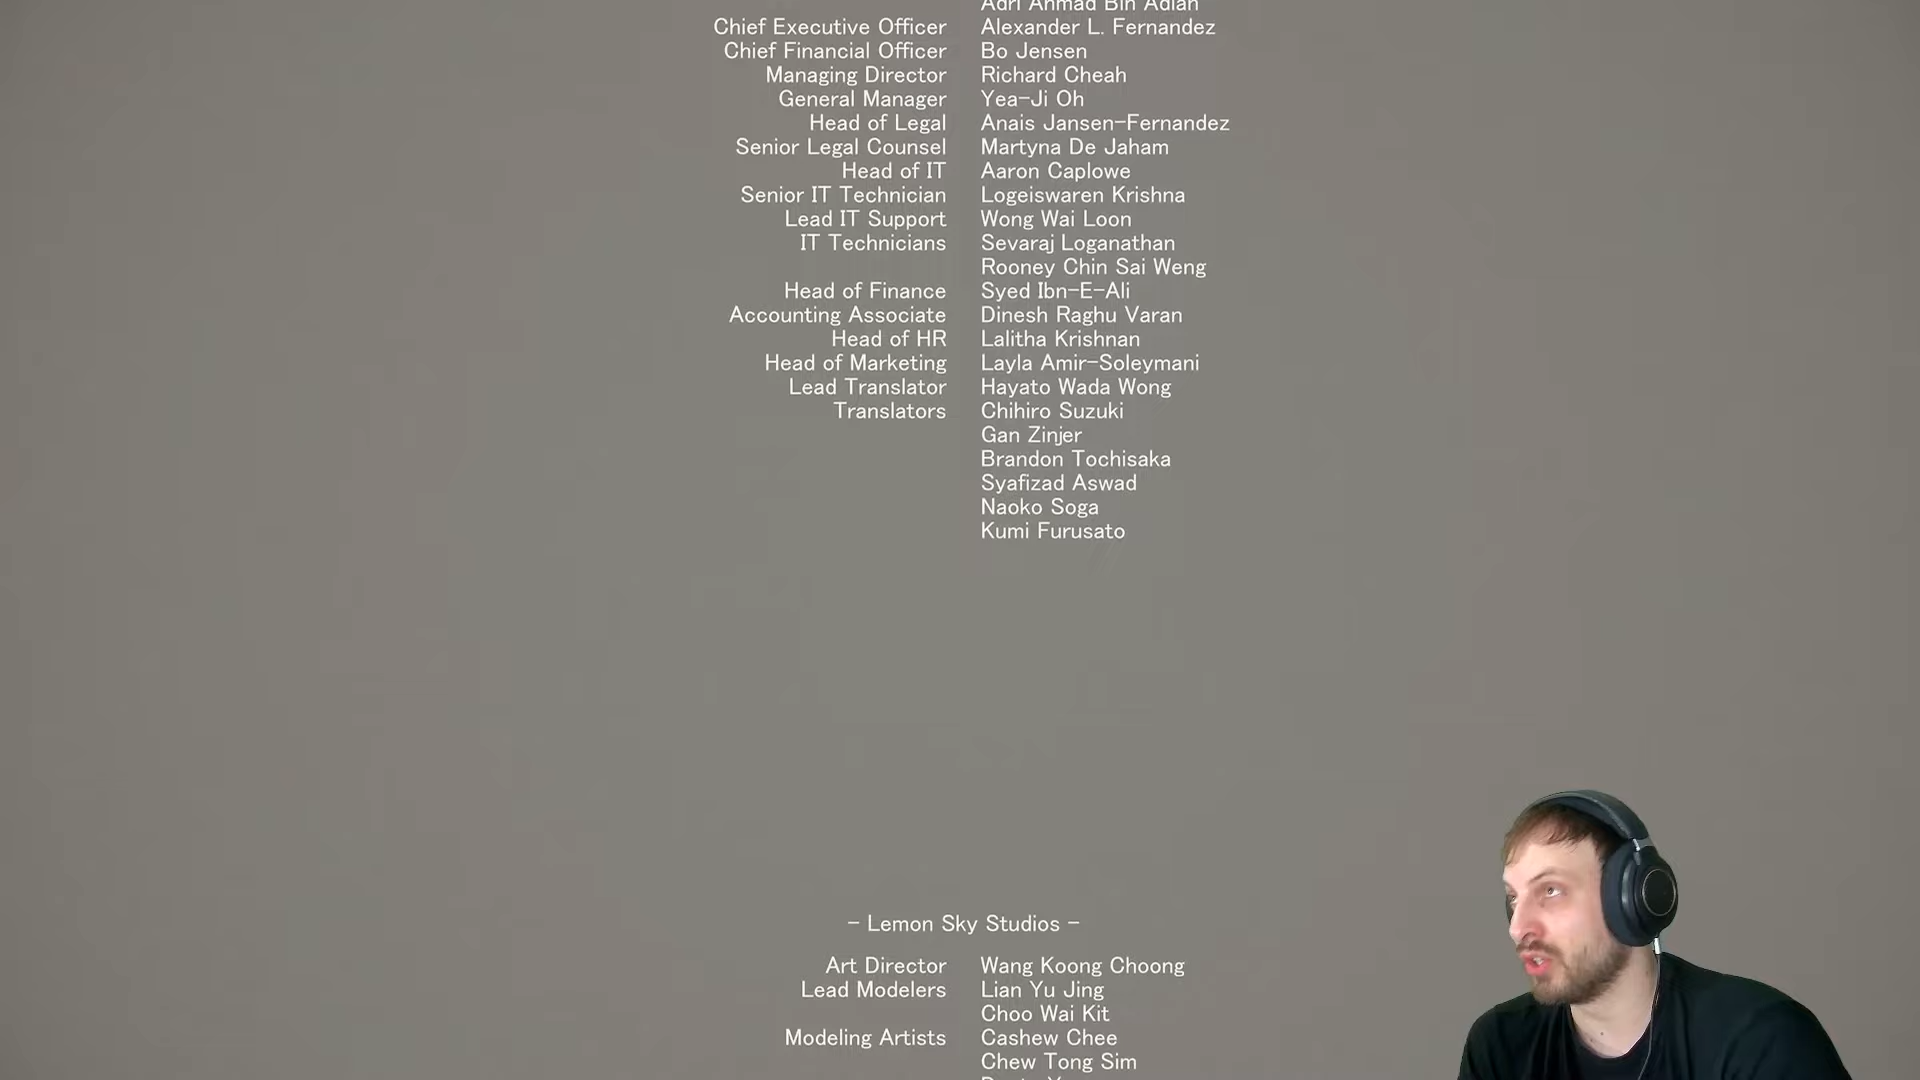 Adri Ahmad Bin Adlan
Chief Executive Officer Alexander L. Fernandez
Chief Financial Officer Bo Jensen
Managing Director Richard Cheah
General Manager Yea-Ji Oh
Head of Legal Anais Jansen-Fernandez
Senior Legal Counsel Martyna De Jaham
Head of IT Aaron Caplowe
Senior IT Technician Logeiswaren Krishna
Lead IT Support Wong Wai Loon
IT Technicians Sevaraj Loganathan
Rooney Chin Sai Weng
Head of Finance Syed Ibn-E-Ali
Accounting Associate Dinesh Raghu Varan
Head of HR Lalitha Krishnan
Head of Marketing Layla Amir-Soleymani
Lead Translator Hayato Wada Wong
Translators Chihiro Suzuki
Gan Zinjer
Brandon Tochisaka
Syafizad Aswad
Naoko Soga
Kumi Furusato
- Lemon Sky Studios -
Art Director Wang Koong Choong
Lead Modelers Lian Yu Jing
Choo Wai Kit
Modeling Artists Cashew Chee
Chew Tong Sim